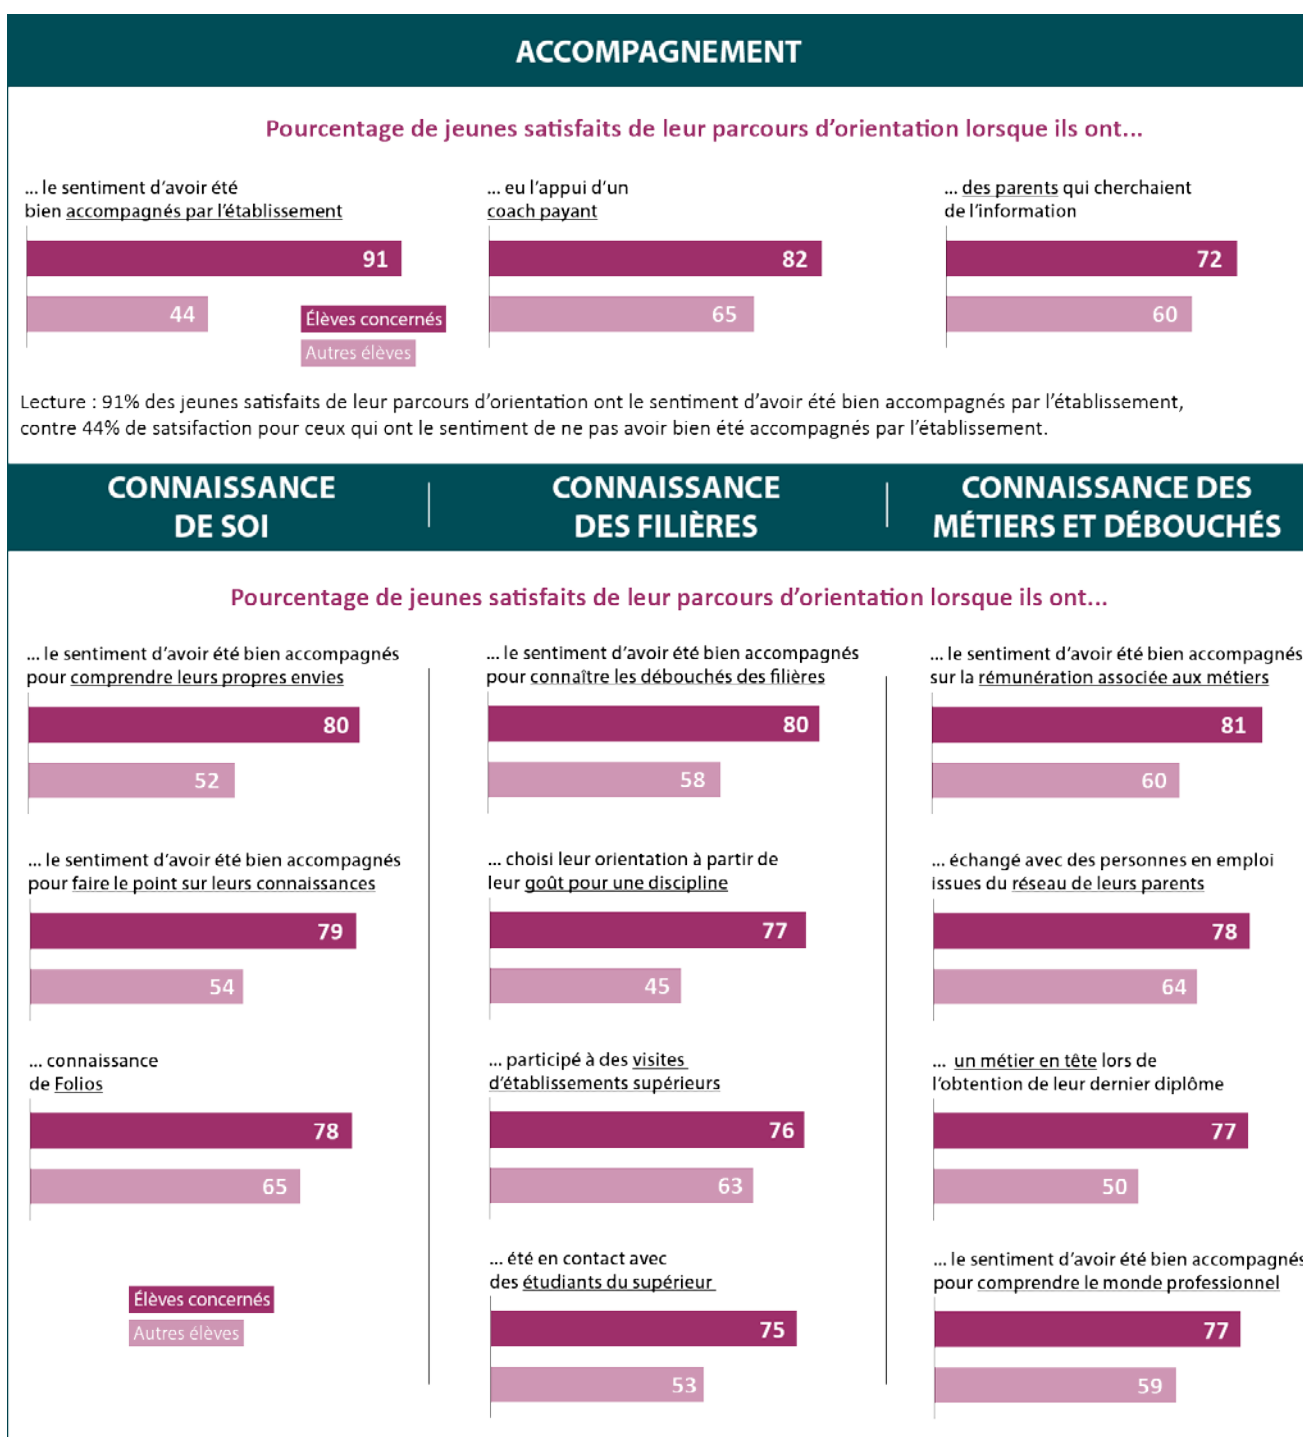 ACCOMPAGNEMENT
Pourcentage de jeunes satisfaits de leur parcours d'orientation lorsque ils ont...
... le sentiment d'avoir été
bien accompagnés par l'établissement
91
44
Élèves concernés
Autres élèves
... eu l'appui d'un
coach payant
82
65
... des parents qui cherchaient
de l'information
72
60
Lecture : 91% des jeunes satisfaits de leur parcours d'orientation ont le sentiment d'avoir été bien accompagnés par l'établissement,
contre 44% de satsifaction pour ceux qui ont le sentiment de ne pas avoir bien été accompagnés par l'établissement.
CONNAISSANCE
DE SOI
CONNAISSANCE
DES FILIÈRES
CONNAISSANCE DES
MÉTIERS ET DÉBOUCHÉS
Pourcentage de jeunes satisfaits de leur parcours d'orientation lorsque ils ont...
... le sentiment d'avoir été bien accompagnés
pour comprendre leurs propres envies
80
52
... le sentiment d'avoir été bien accompagnés
pour faire le point sur leurs connaissances
79
54
... connaissance
de Folios
78
65
Élèves concernés
Autres élèves
... le sentiment d'avoir été bien accompagnés
pour connaître les débouchés des filières
80
58
... choisi leur orientation à partir de
leur goût pour une discipline
77
45
... participé à des visites
d'établissements supérieurs
76
63
... été en contact avec
des étudiants du supérieur
75
53
... le sentiment d'avoir été bien accompagnés
sur la rémunération associée aux métiers
81
60
... échangé avec des personnes en emploi
issues du réseau de leurs parents
78
64
... un métier en tête lors de
l'obtention de leur dernier diplôme
77
50
... le sentiment d'avoir été bien accompagnés
pour comprendre le monde professionnel
77
59